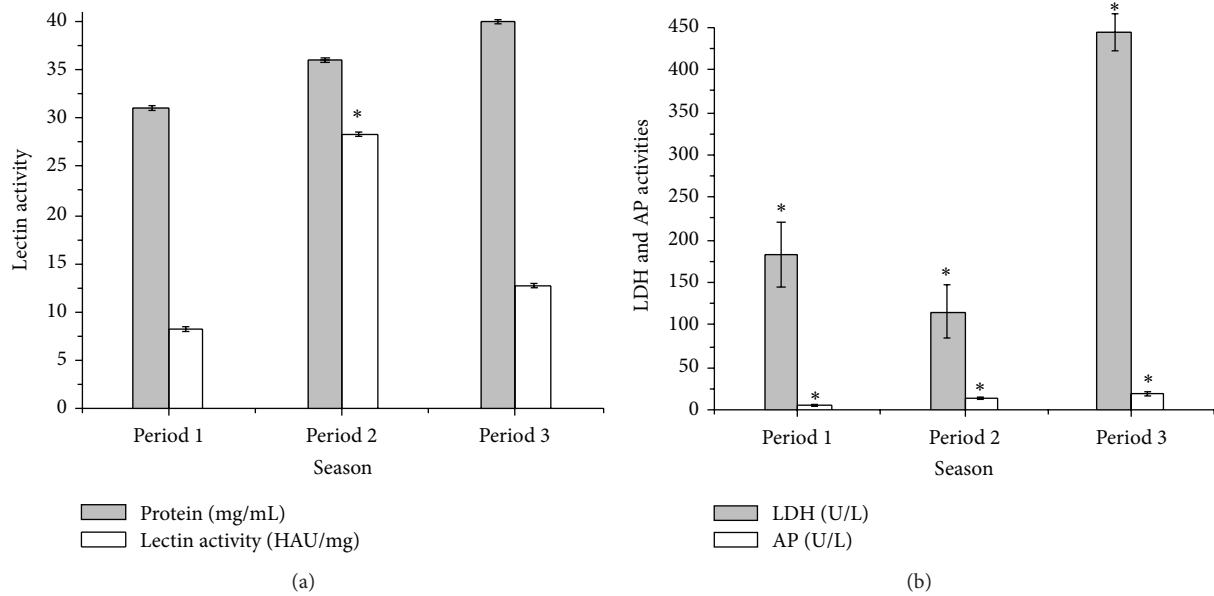 40
35
30
25
20
15
10
5
0
Lectin activity
*
Period 1 Period 2 Period 3
Season
Protein (mg/mL)
Lectin activity (HAU/mg)
(a)
450
400
350
300
250
200
150
100
50
0
LDH and AP activities
* * *
* * *
Period 1 Period 2 Period 3
Season
LDH (U/L)
AP (U/L)
(b)